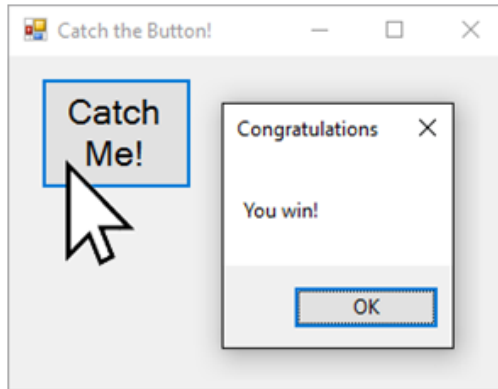 Catch the Button!
Catch
Me!
Congratulations
You win!
OK